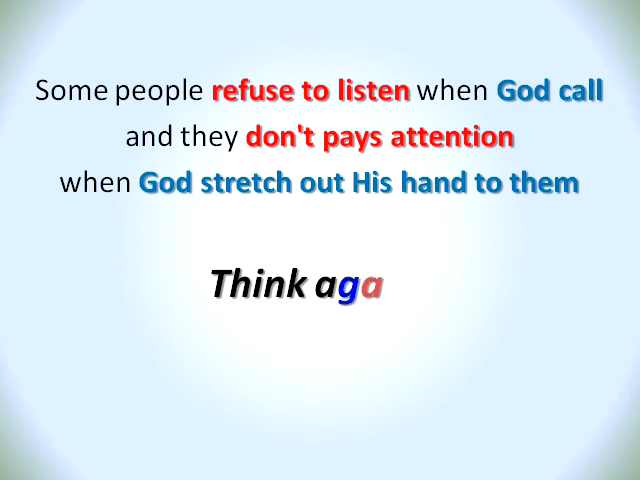 Some people refuse to listen when God call
and they don't pays attention
when God stretch out His hand to them
Think aga